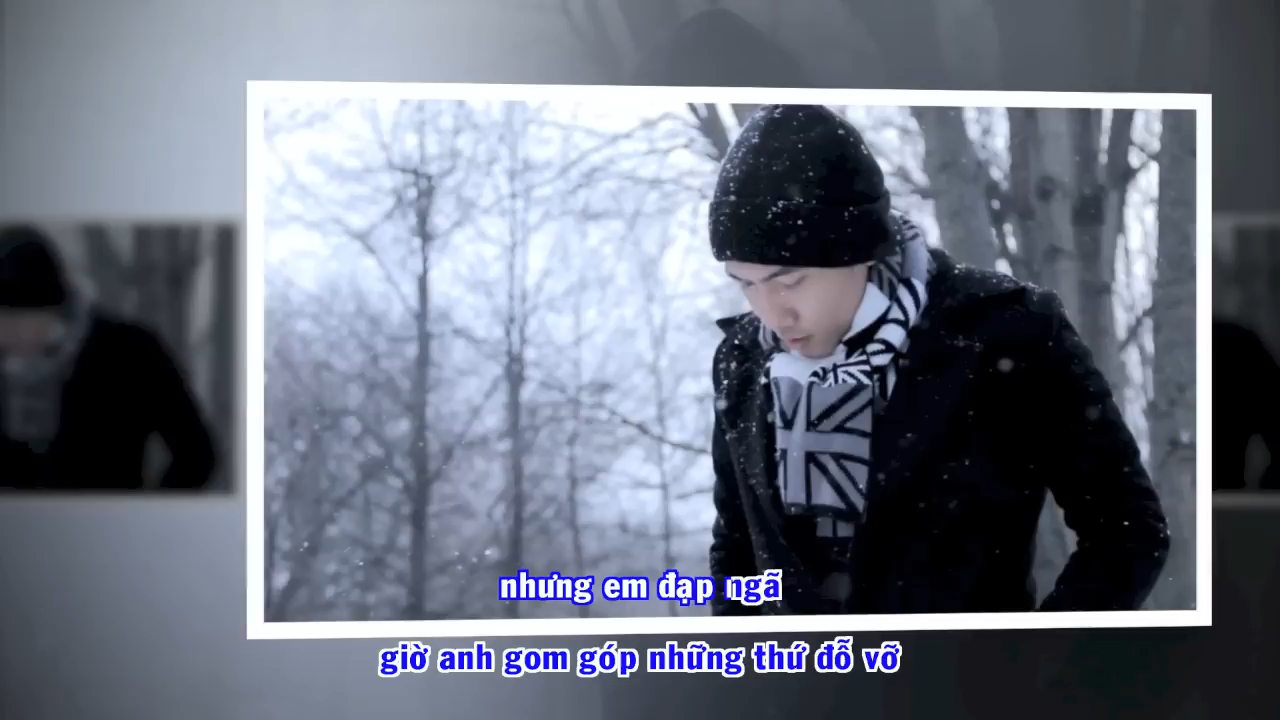 nhưng em đạp ngã
giờ anh gom góp những thứ đỗ vỡ